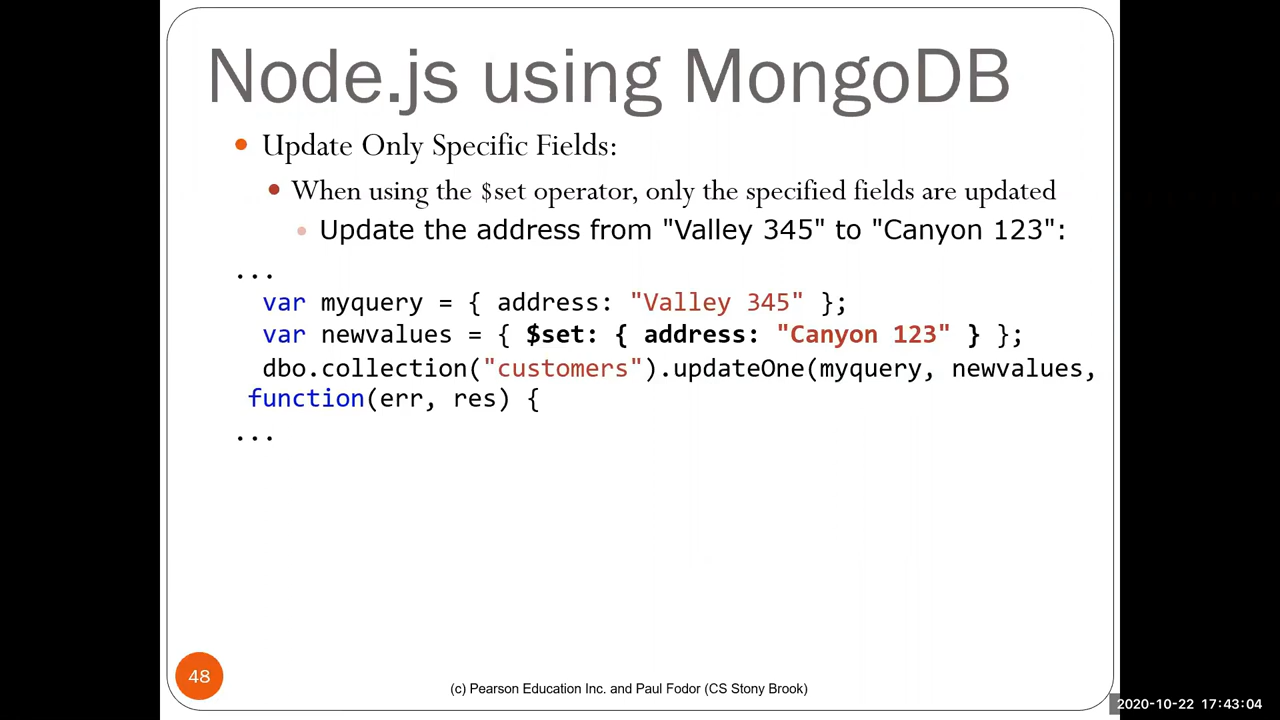 Node.js using MongoDB
Update Only Specific Fields:
When using the $set operator, only the specified fields are updated
Update the address from "Valley 345" to "Canyon 123":
...
var myquery = { address: "Valley 345" };
var newvalues = { $set: { address: "Canyon 123" } };
dbo.collection("customers").updateOne(myquery, newvalues,
function(err, res) {
...
48
(c) Pearson Education Inc. and Paul Fodor (CS Stony Brook)
2020-10-22 17:43:04